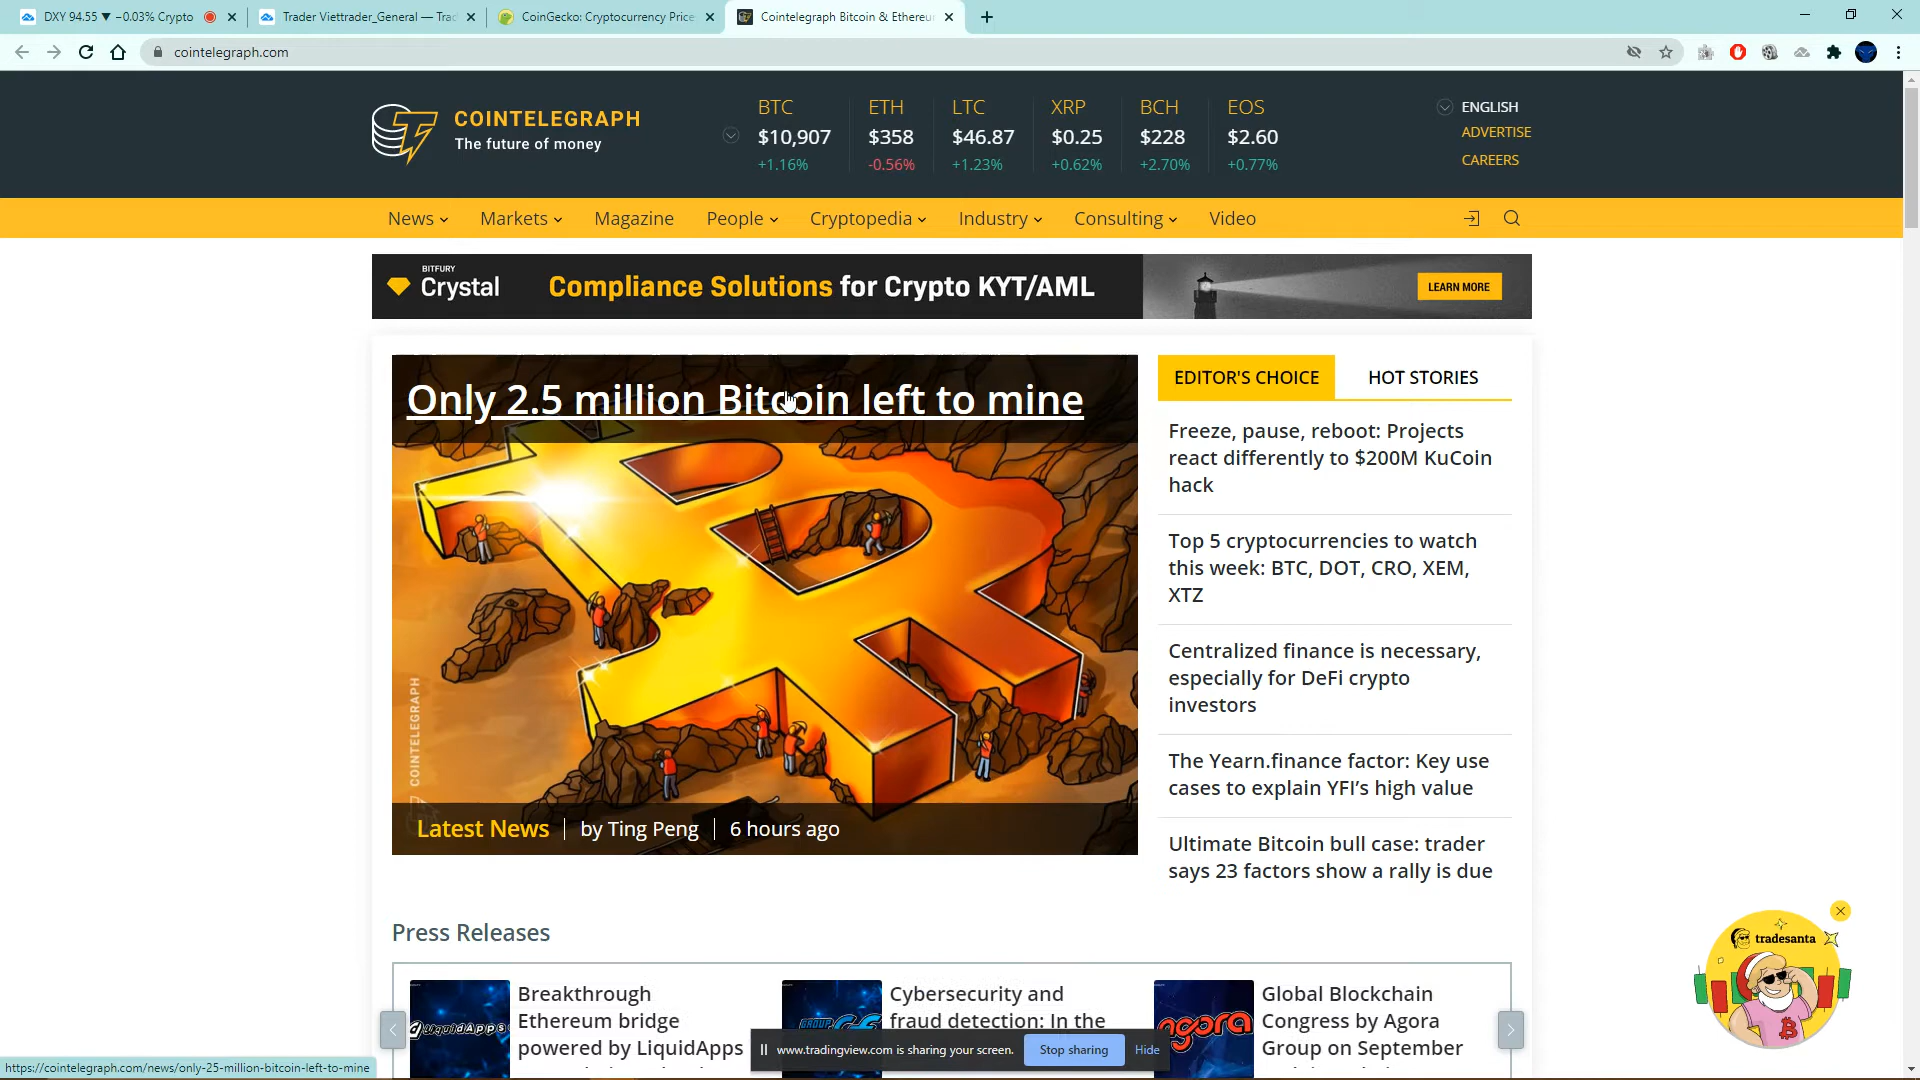 DXY 94.55 ▼ −0.03% Crypto
Trader Viettrader_General — Trad
CoinGecko: Cryptocurrency Price
Cointelegraph Bitcoin & Ethereu
cointelegraph.com
COINTELEGRAPH
The future of money
BTC
$10,907
+1.16%
ETH
$358
-0.56%
LTC
$46.87
+1.23%
XRP
$0.25
+0.62%
BCH
$228
+2.70%
EOS
$2.60
+0.77%
ENGLISH
ADVERTISE
CAREERS
News
Markets
Magazine
People
Cryptopedia
Industry
Consulting
Video
BITFURY
Crystal
Compliance Solutions for Crypto KYT/AML
LEARN MORE
Only 2.5 million Bitcoin left to mine
COINTELEGRAPH
Latest News
by Ting Peng
6 hours ago
EDITOR'S CHOICE
HOT STORIES
Freeze, pause, reboot: Projects
react differently to $200M KuCoin
hack
Top 5 cryptocurrencies to watch
this week: BTC, DOT, CRO, XEM,
XTZ
Centralized finance is necessary,
especially for DeFi crypto
investors
The Yearn.finance factor: Key use
cases to explain YFI’s high value
Ultimate Bitcoin bull case: trader
says 23 factors show a rally is due
tradesanta
Press Releases
LIQUIDAPPS
Breakthrough
Ethereum bridge
powered by LiquidApps
GROUP
Cybersecurity and
fraud detection: In the
agora
Global Blockchain
Congress by Agora
Group on September
www.tradingview.com is sharing your screen.
Stop sharing
Hide
https://cointelegraph.com/news/only-25-million-bitcoin-left-to-mine